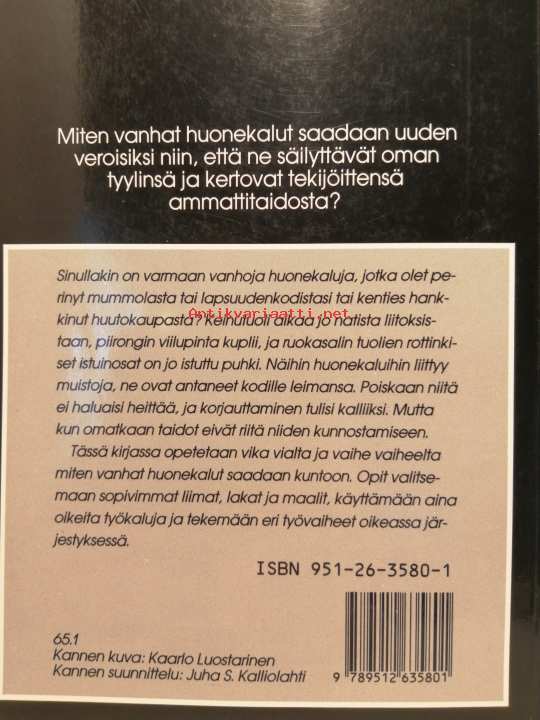 Miten vanhat huonekalut saadaan uuden
veroisiksi niin, että ne säilyttävät oman
tyylinsä ja kertovat tekijöittensä
ammattitaidosta?
Sinullakin on varmaan vanhoja huonekaluja, jotka olet pe-
rinyt mummolasta tai lapsuudenkodistasi tai kenties hank-
kinut huutokaupasta? Keinutuoli alkaa jo natista liitoksis-
Antikvariaatti.net
taan, piirongin viilupinta kuplii, ja ruokasalin tuolien rottinki-
set istuinosat on jo istuttu puhki. Näihin huonekaluihin liittyy
muistoja, ne ovat antaneet kodille leimansa. Poiskaan niitä
ei haluaisi heittää, ja korjauttaminen tulisi kalliiksi. Mutta
kun omatkaan taidot eivät riitä niiden kunnostamiseen.
Tässä kirjassa opetetaan vika vialta ja vaihe vaiheelta
miten vanhat huonekalut saadaan kuntoon. Opit valitse-
maan sopivimmat liimat, lakat ja maalit, käyttämään aina
oikeita työkaluja ja tekemään eri työvaiheet oikeassa jär-
jestyksessä.
ISBN 951-26-3580-1
65.1
Kannen kuva: Kaarlo Luostarinen
Kannen suunnittelu: Juha S. Kalliolahti
9 789512 635801